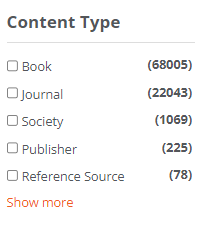 Content Type
Book (68005)
Journal (22043)
Society (1069)
Publisher (225)
Reference Source (78)
Show more